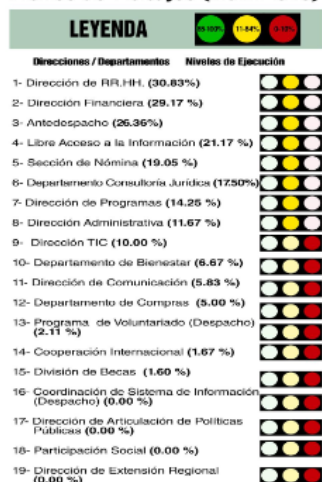 LEYENDA
85-100%
11-84%
0-10%
Direcciones / Departamentos Niveles de Ejecución
1- Dirección de RR.HH. (30.83%)
2- Dirección Financiera (29.17 %)
3- Antedespacho (26.36%)
4- Libre Acceso a la Información (21.17 %)
5- Sección de Nómina (19.05 %)
6- Departamento Consultoría Jurídica (17.50%)
7- Dirección de Programas (14.25 %)
8- Dirección Administrativa (11.67 %)
9- Dirección TIC (10.00 %)
10- Departamento de Bienestar (6.67 %)
11- Dirección de Comunicación (5.83 %)
12- Departamento de Compras (5.00 %)
13- Programa de Voluntariado (Despacho)
(2.11 %)
14- Cooperación Internacional (1.67 %)
15- División de Becas (1.60 %)
16- Coordinación de Sistema de Información
(Despacho) (0.00 %)
17- Dirección de Articulación de Políticas
Públicas (0.00 %)
18- Participación Social (0.00 %)
19- Dirección de Extensión Regional
(0.00 %)